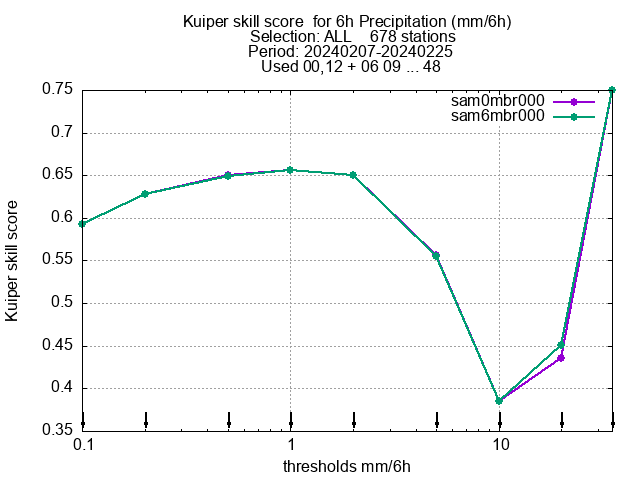 Kuiper skill score  for 6h Precipitation (mm/6h)
Selection: ALL    678 stations
Period: 20240207-20240225
Used 00,12 + 06 09 ... 48
sam0mbr000
sam6mbr000
0.75
0.7
0.65
0.6
0.55
0.5
0.45
0.4
0.35
Kuiper skill score
0.1
1
10
thresholds mm/6h